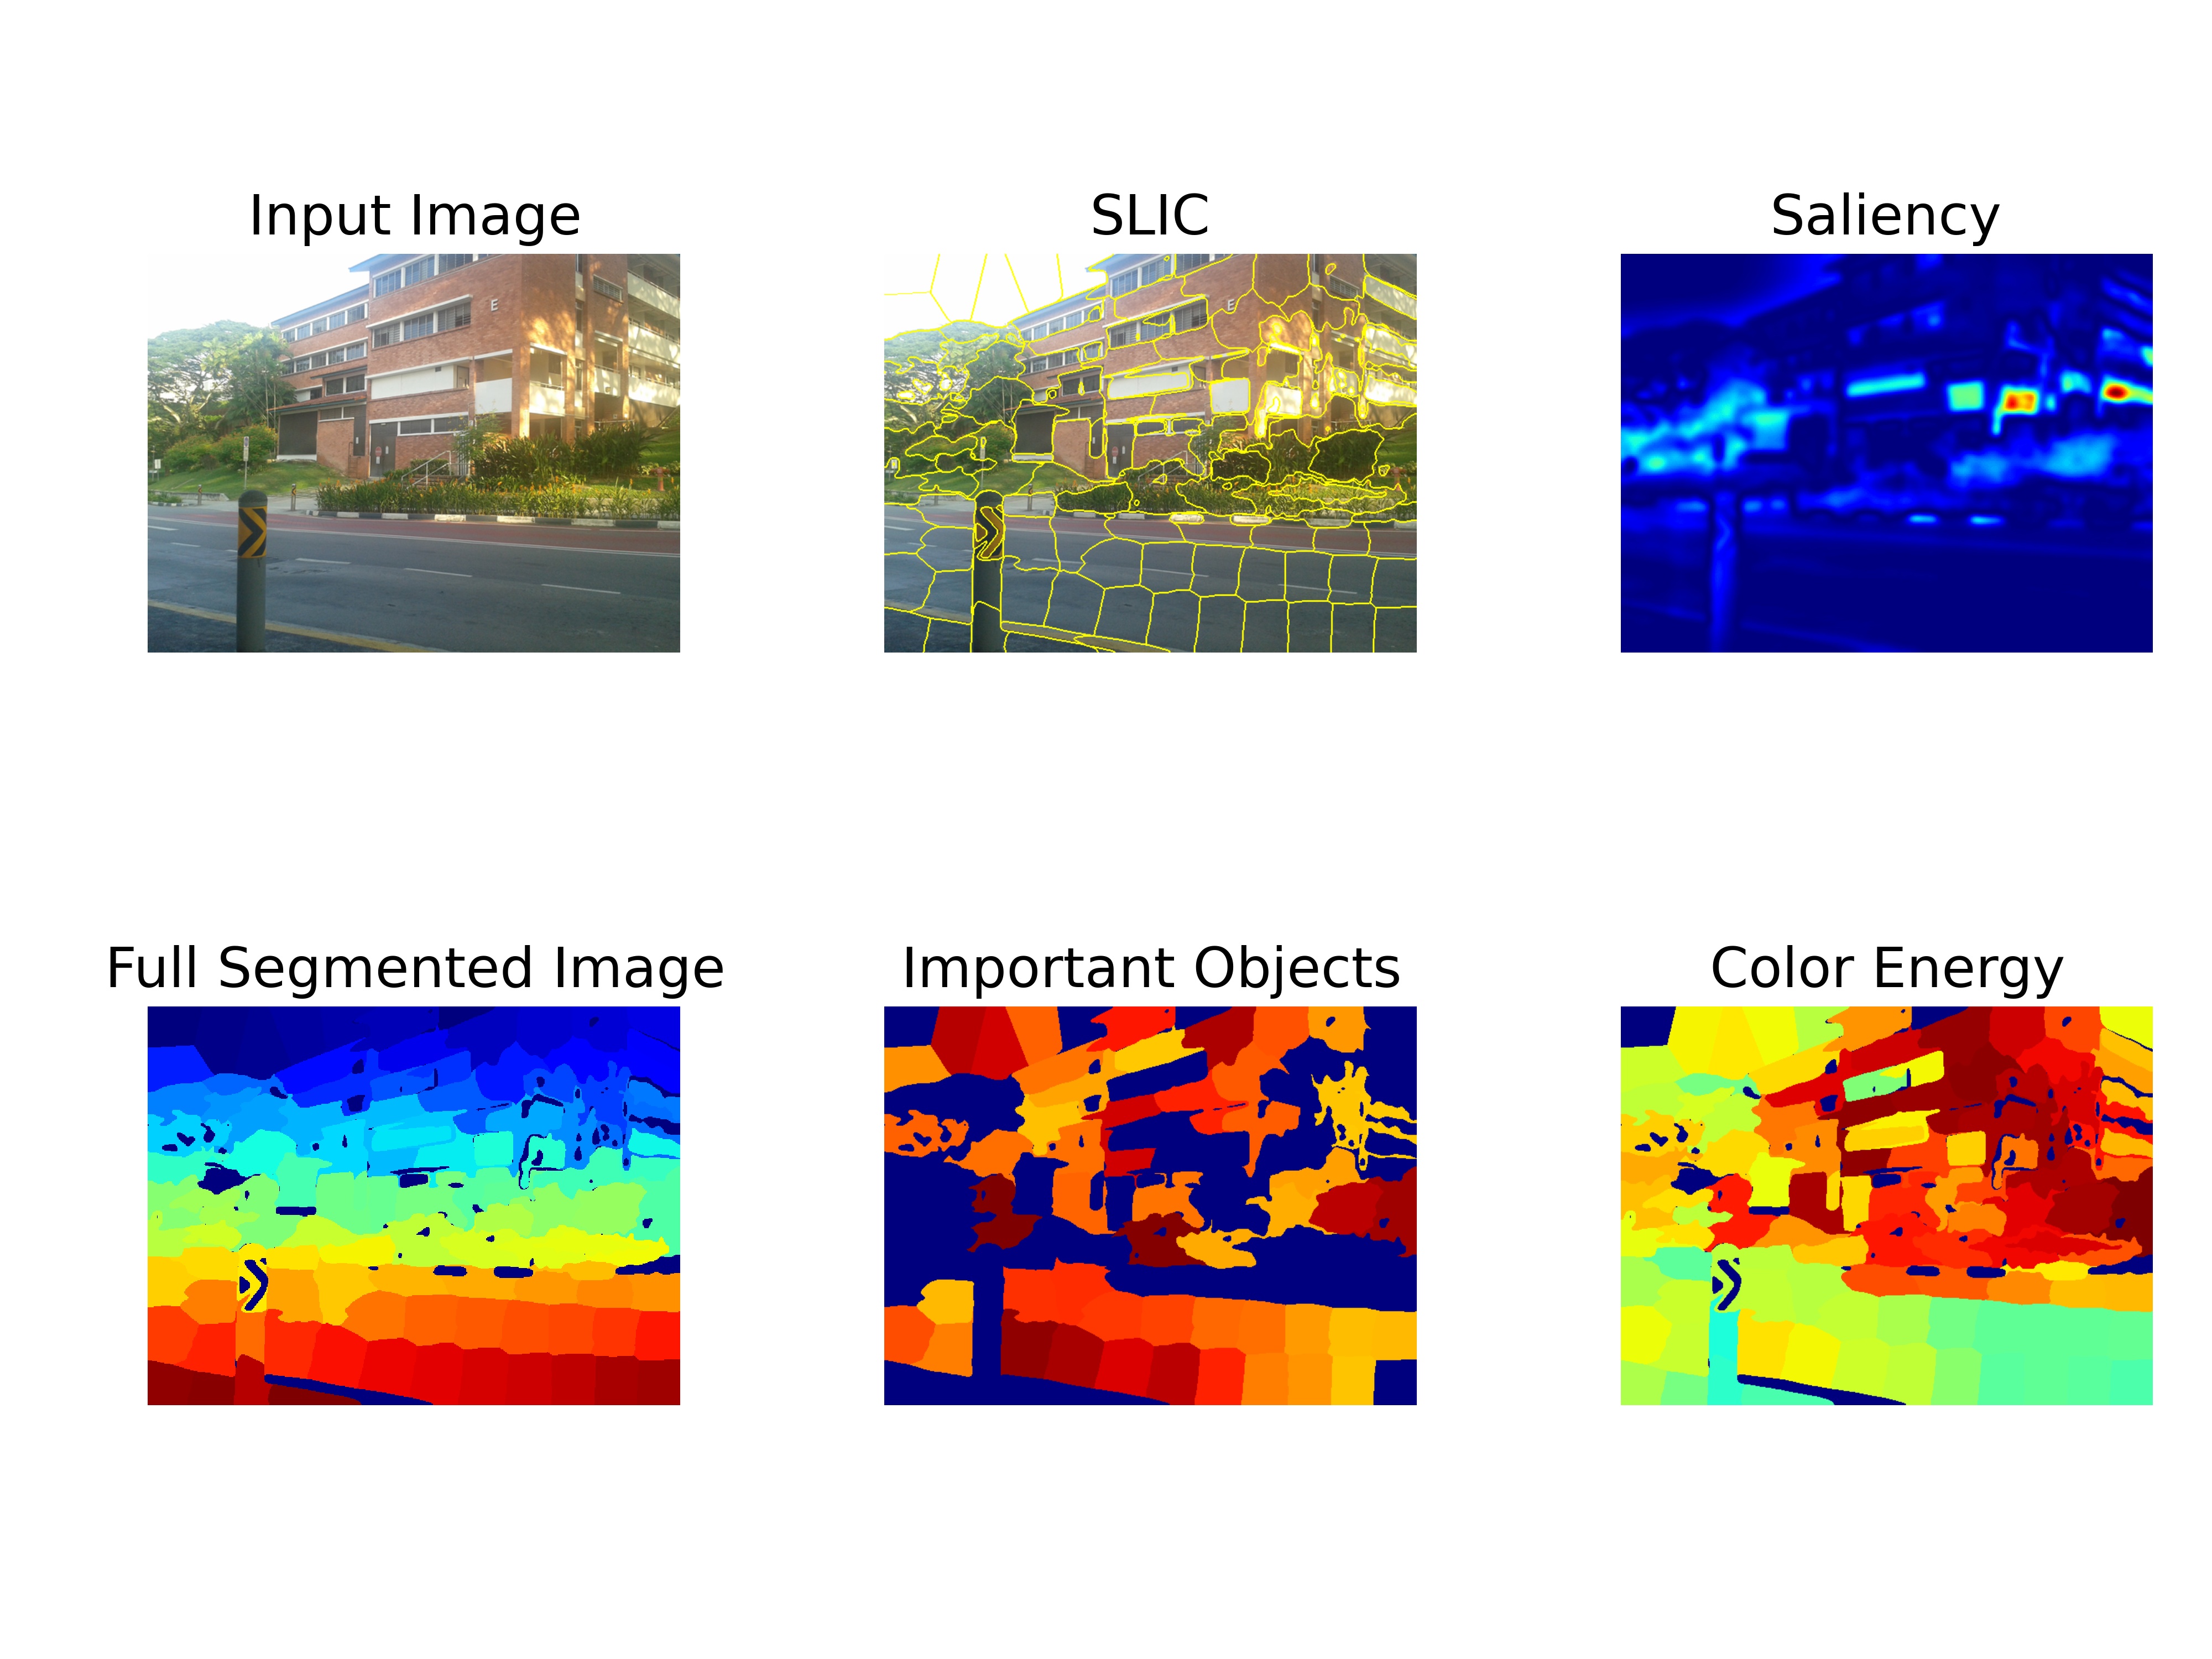 Input Image
SLIC
Saliency
E
E
Full Segmented Image
Important Objects
Color Energy